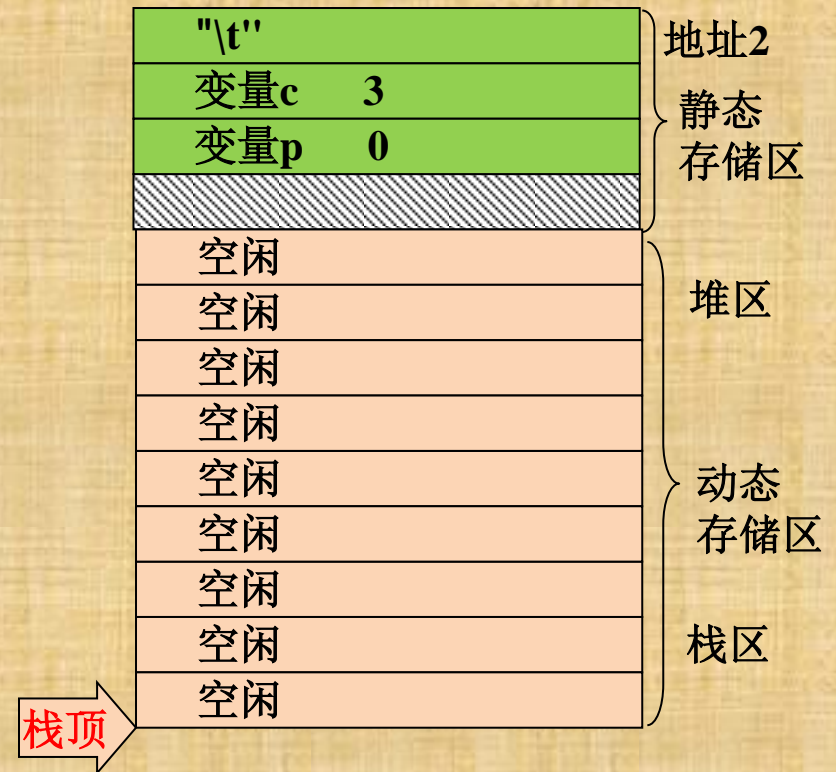 "\t" 地址2
变量c 3
静态
变量p 0
存储区
空闲
空闲
堆区
空闲
空闲
空闲
动态
空闲
存储区
空闲
空闲
栈区
空闲
栈顶